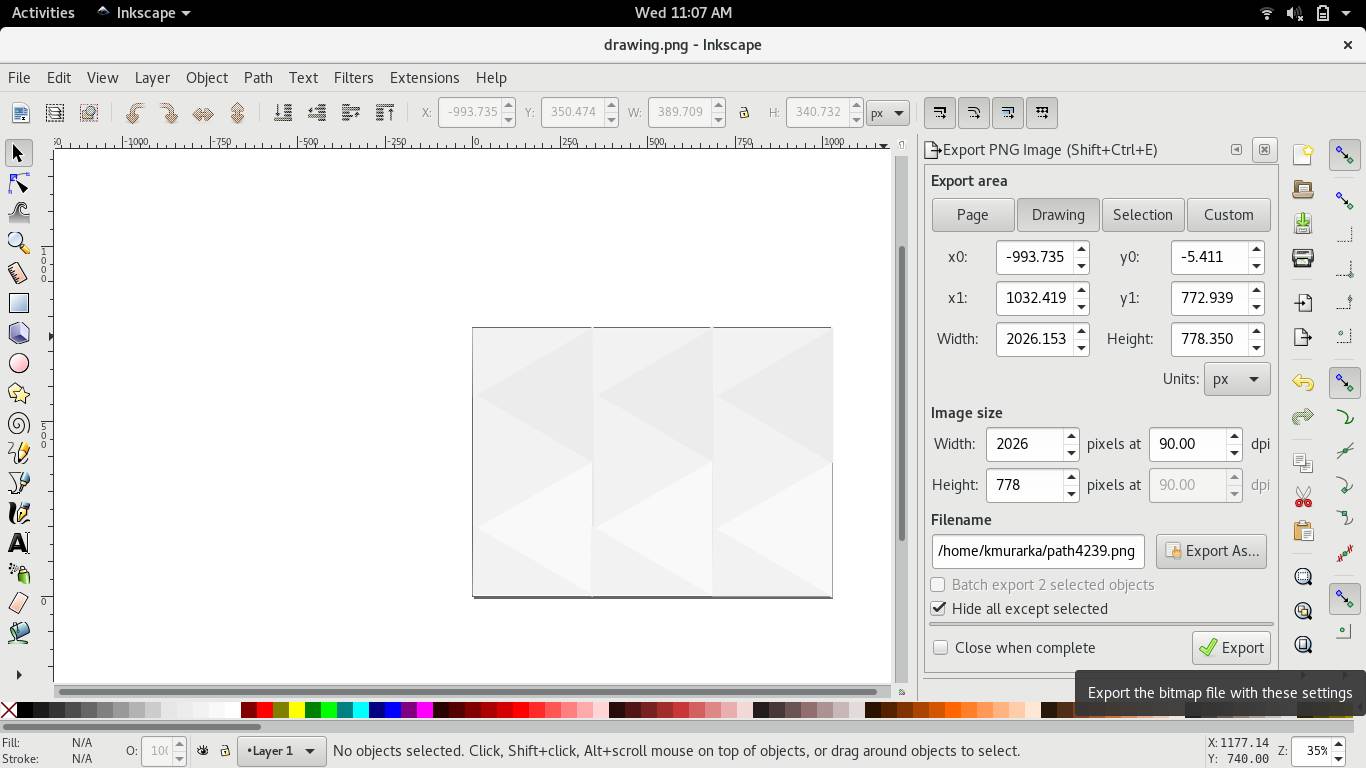 Activities Inkscape Wed 11:07 AM
drawing.png - Inkscape
File Edit View Layer Object Path Text Filters Extensions Help
X: -993.735 Y: 350.474 W: 389.709 H: 340.732 px
-1000 -750 -500 -250 0 250 500 750 1000
1000
500
0
Export PNG Image (Shift+Ctrl+E)
Export area
Page Drawing Selection Custom
x0: -993.735 y0: -5.411
x1: 1032.419 y1: 772.939
Width: 2026.153 Height: 778.350
Units: px
Image size
Width: 2026 pixels at 90.00 dpi
Height: 778 pixels at 90.00 dpi
Filename
/home/kmurarka/path4239.png Export As...
Batch export 2 selected objects
Hide all except selected
Close when complete Export
Export the bitmap file with these settings
Fill: N/A
Stroke: N/A
O:
•Layer 1
No objects selected. Click, Shift+click, Alt+scroll mouse on top of objects, or drag around objects to select.
X: 1177.14
Y: 740.00
Z: 35%